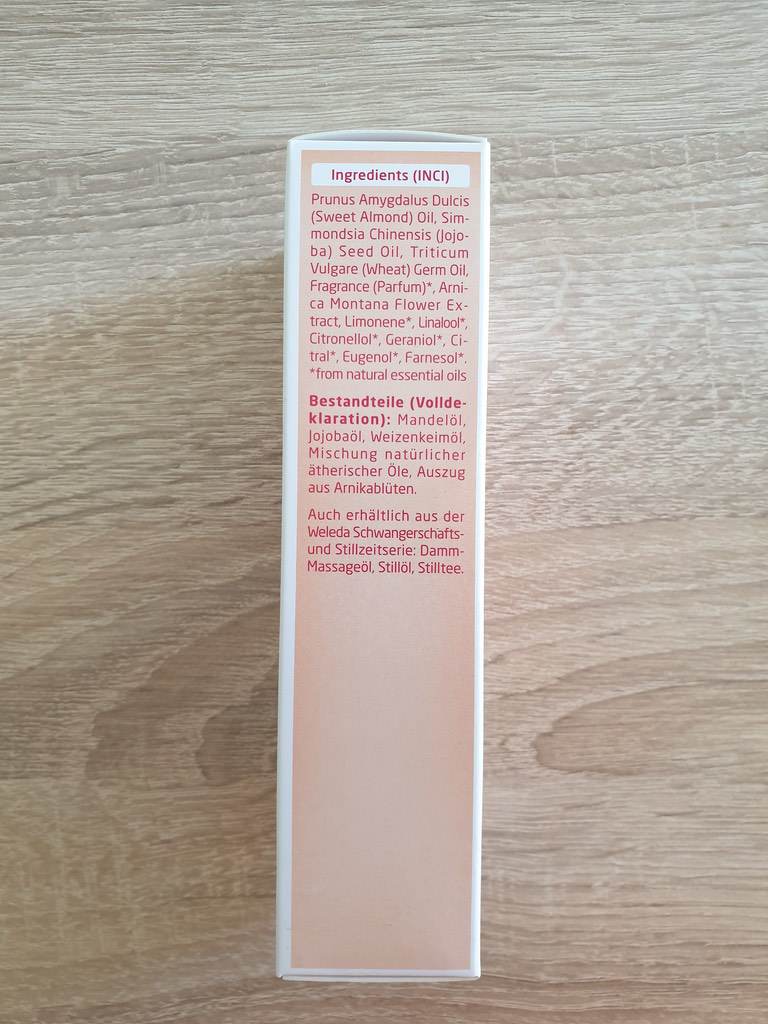 Ingredients (INCI)
Prunus Amygdalus Dulcis
(Sweet Almond) Oil, Sim-
mondsia Chinensis (Jojo-
ba) Seed Oil, Triticum
Vulgare (Wheat) Germ Oil,
Fragrance (Parfum)*, Arni-
ca Montana Flower Ex-
tract, Limonene*, Linalool*,
Citronellol*, Geraniol*, Ci-
tral*, Eugenol*, Farnesol*.
*from natural essential oils
Bestandteile (Vollde-
klaration): Mandelöl,
Jojobaöl, Weizenkeimöl,
Mischung natürlicher
ätherischer Öle, Auszug
aus Arnikablüten.
Auch erhältlich aus der
Weleda Schwangerschafts-
und Stillzeitserie: Damm-
Massageöl, Stillöl, Stilltee.